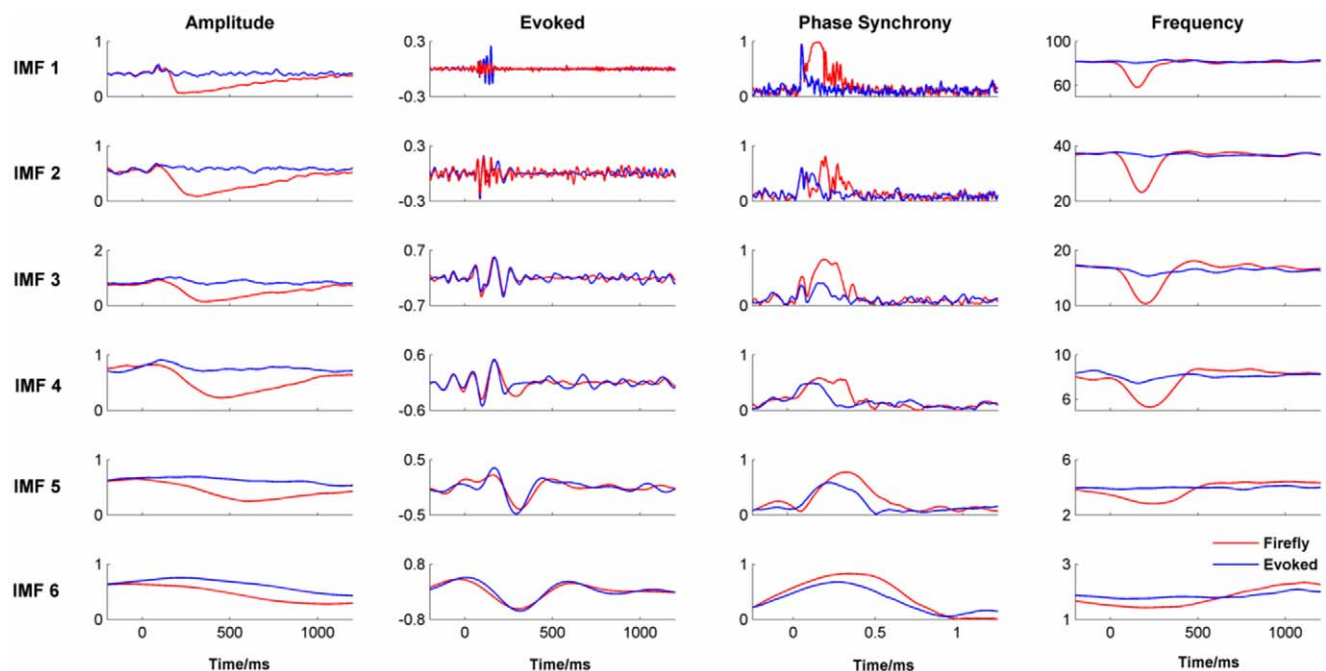 Amplitude Evoked Phase Synchrony Frequency
IMF 1 1 0 0.3 -0.3 1 0 100 60
IMF 2 1 0 0.3 -0.3 1 0 40 20
IMF 3 2 0 0.7 -0.7 1 0 20 10
IMF 4 1 0 0.6 -0.6 1 0 10 6
IMF 5 1 0 0.5 -0.5 1 0 6 2
Firefly
Evoked
IMF 6 1 0 0.8 -0.8 1 0 3 1
0 500 1000 0 500 1000 0 0.5 1 0 500 1000
Time/ms Time/ms Time/ms Time/ms